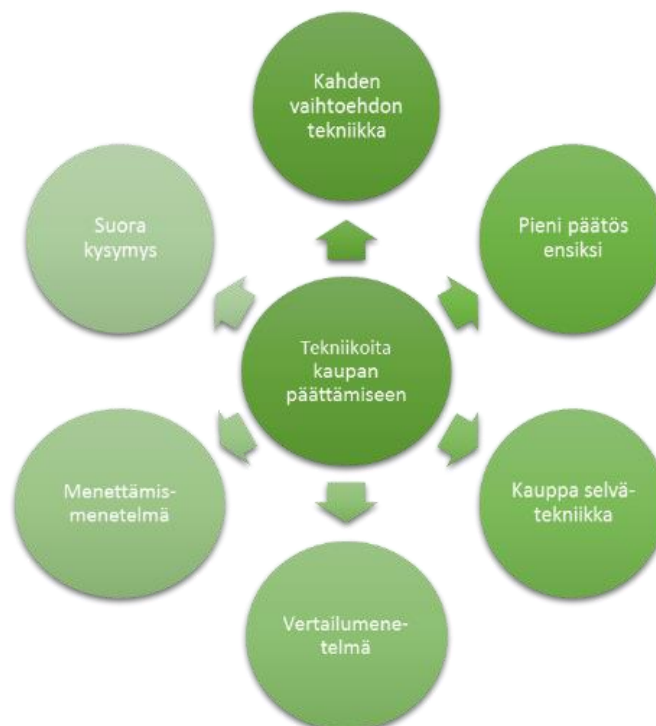 Kahden
vaihtoehdon
tekniikka
Pieni päätös
ensiksi
Kauppa selvä-
tekniikka
Vertailumene-
telmä
Menettämis-
menetelmä
Suora
kysymys
Tekniikoita
kaupan
päättämiseen